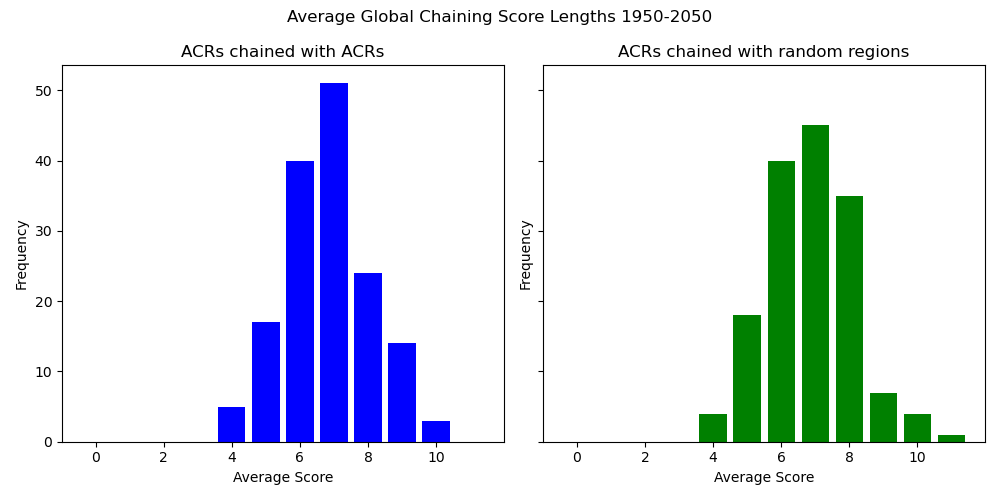 Average Global Chaining Score Lengths 1950-2050
ACRs chained with ACRs
ACRs chained with random regions
50
40
30
20
10
0
Frequency
Frequency
0 2 4 6 8 10
0 2 4 6 8 10
Average Score
Average Score